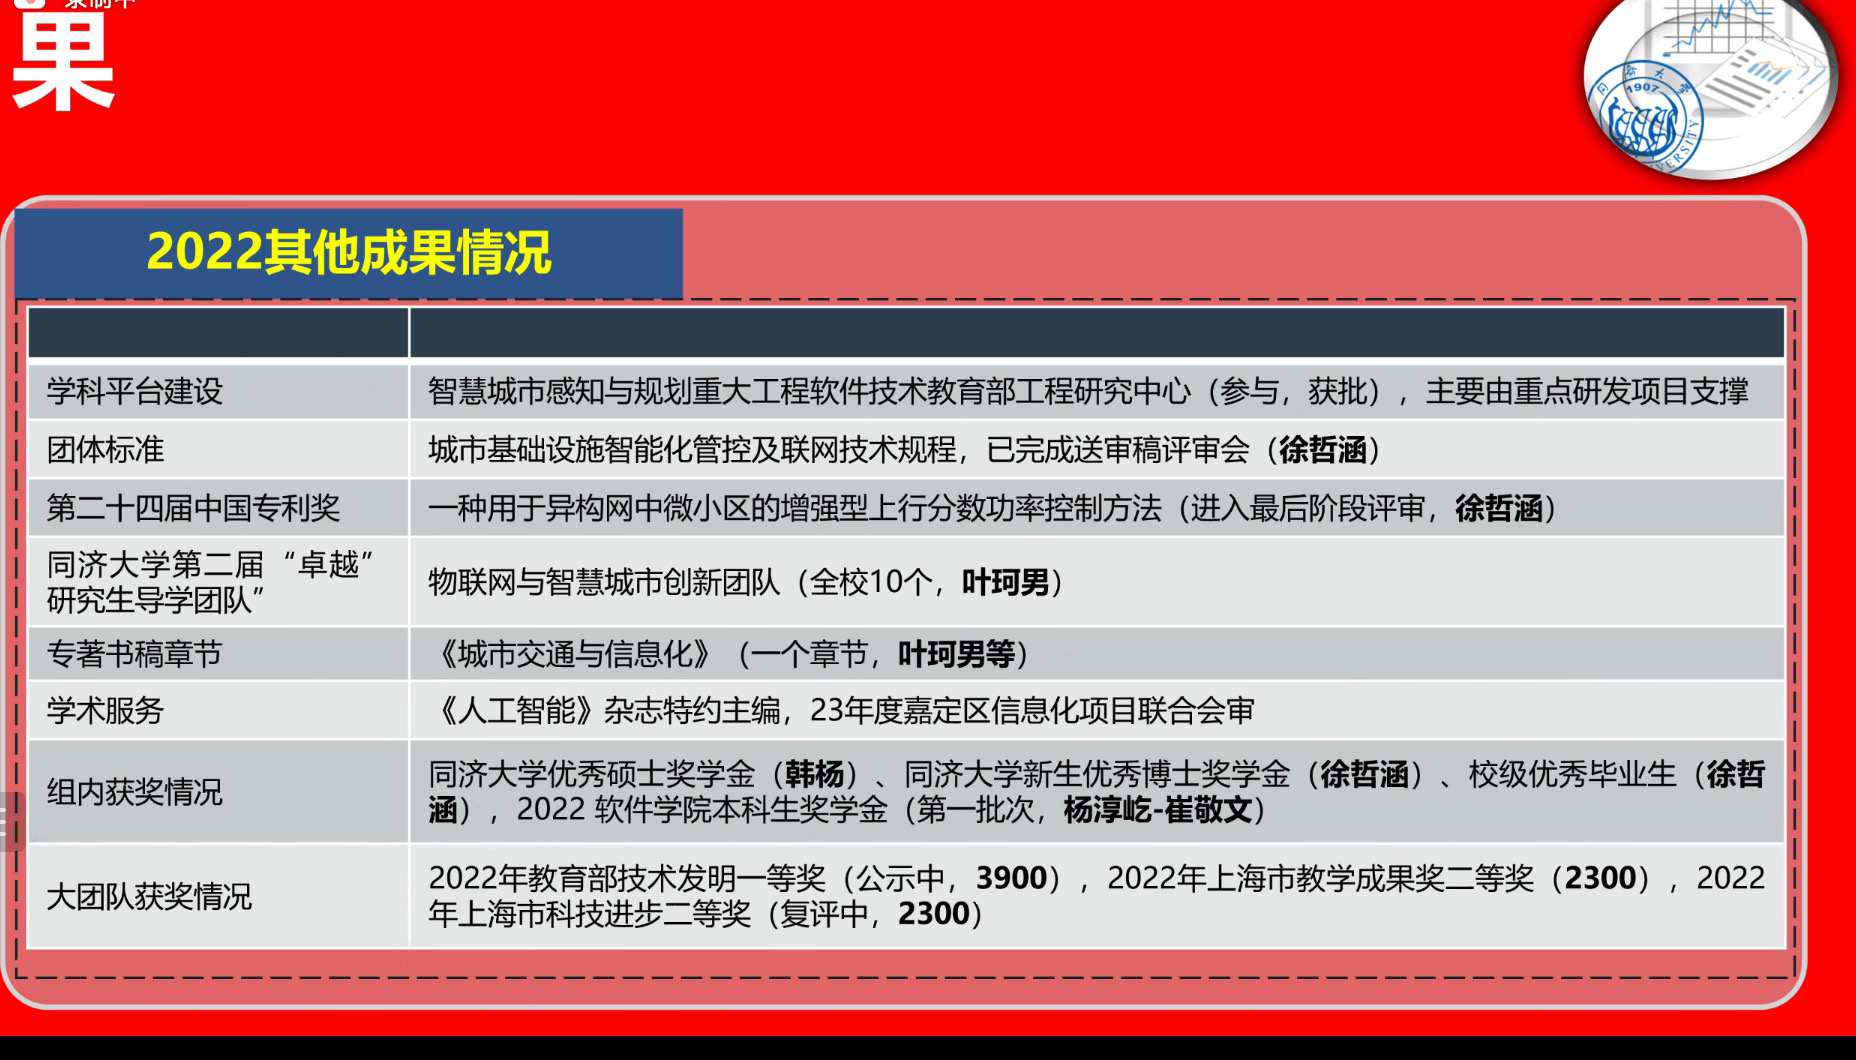 录制中
果
同济大学
1907
VERSITY
2022其他成果情况
学科平台建设
智慧城市感知与规划重大工程软件技术教育部工程研究中心（参与，获批），主要由重点研发项目支撑
团体标准
城市基础设施智能化管控及联网技术规程，已完成送审稿评审会（徐哲涵）
第二十四届中国专利奖
一种用于异构网中微小区的增强型上行分数功率控制方法（进入最后阶段评审，徐哲涵）
同济大学第二届“卓越”
研究生导学团队”
物联网与智慧城市创新团队（全校10个，叶珂男）
专著书稿章节
《城市交通与信息化》（一个章节，叶珂男等）
学术服务
《人工智能》杂志特约主编，23年度嘉定区信息化项目联合会审
组内获奖情况
同济大学优秀硕士奖学金（韩杨）、同济大学新生优秀博士奖学金（徐哲涵）、校级优秀毕业生（徐哲
涵），2022 软件学院本科生奖学金（第一批次，杨淳屹-崔敬文）
大团队获奖情况
2022年教育部技术发明一等奖（公示中，3900），2022年上海市教学成果奖二等奖（2300），2022
年上海市科技进步二等奖（复评中，2300）